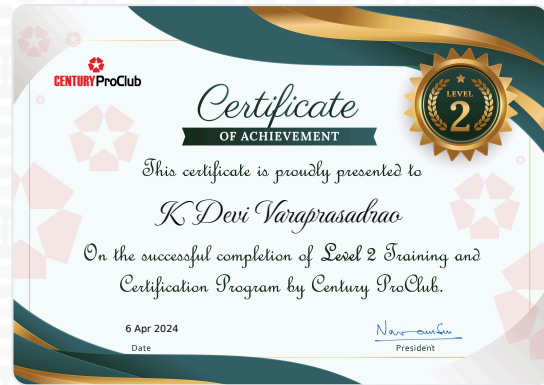 CENTURY ProClub
Certificate
OF ACHIEVEMENT
LEVEL
2
This certificate is proudly presented to
K Devi Varaprasadrao
On the successful completion of Level 2 Training and
Certification Program by Century ProClub.
6 Apr 2024
Date
President